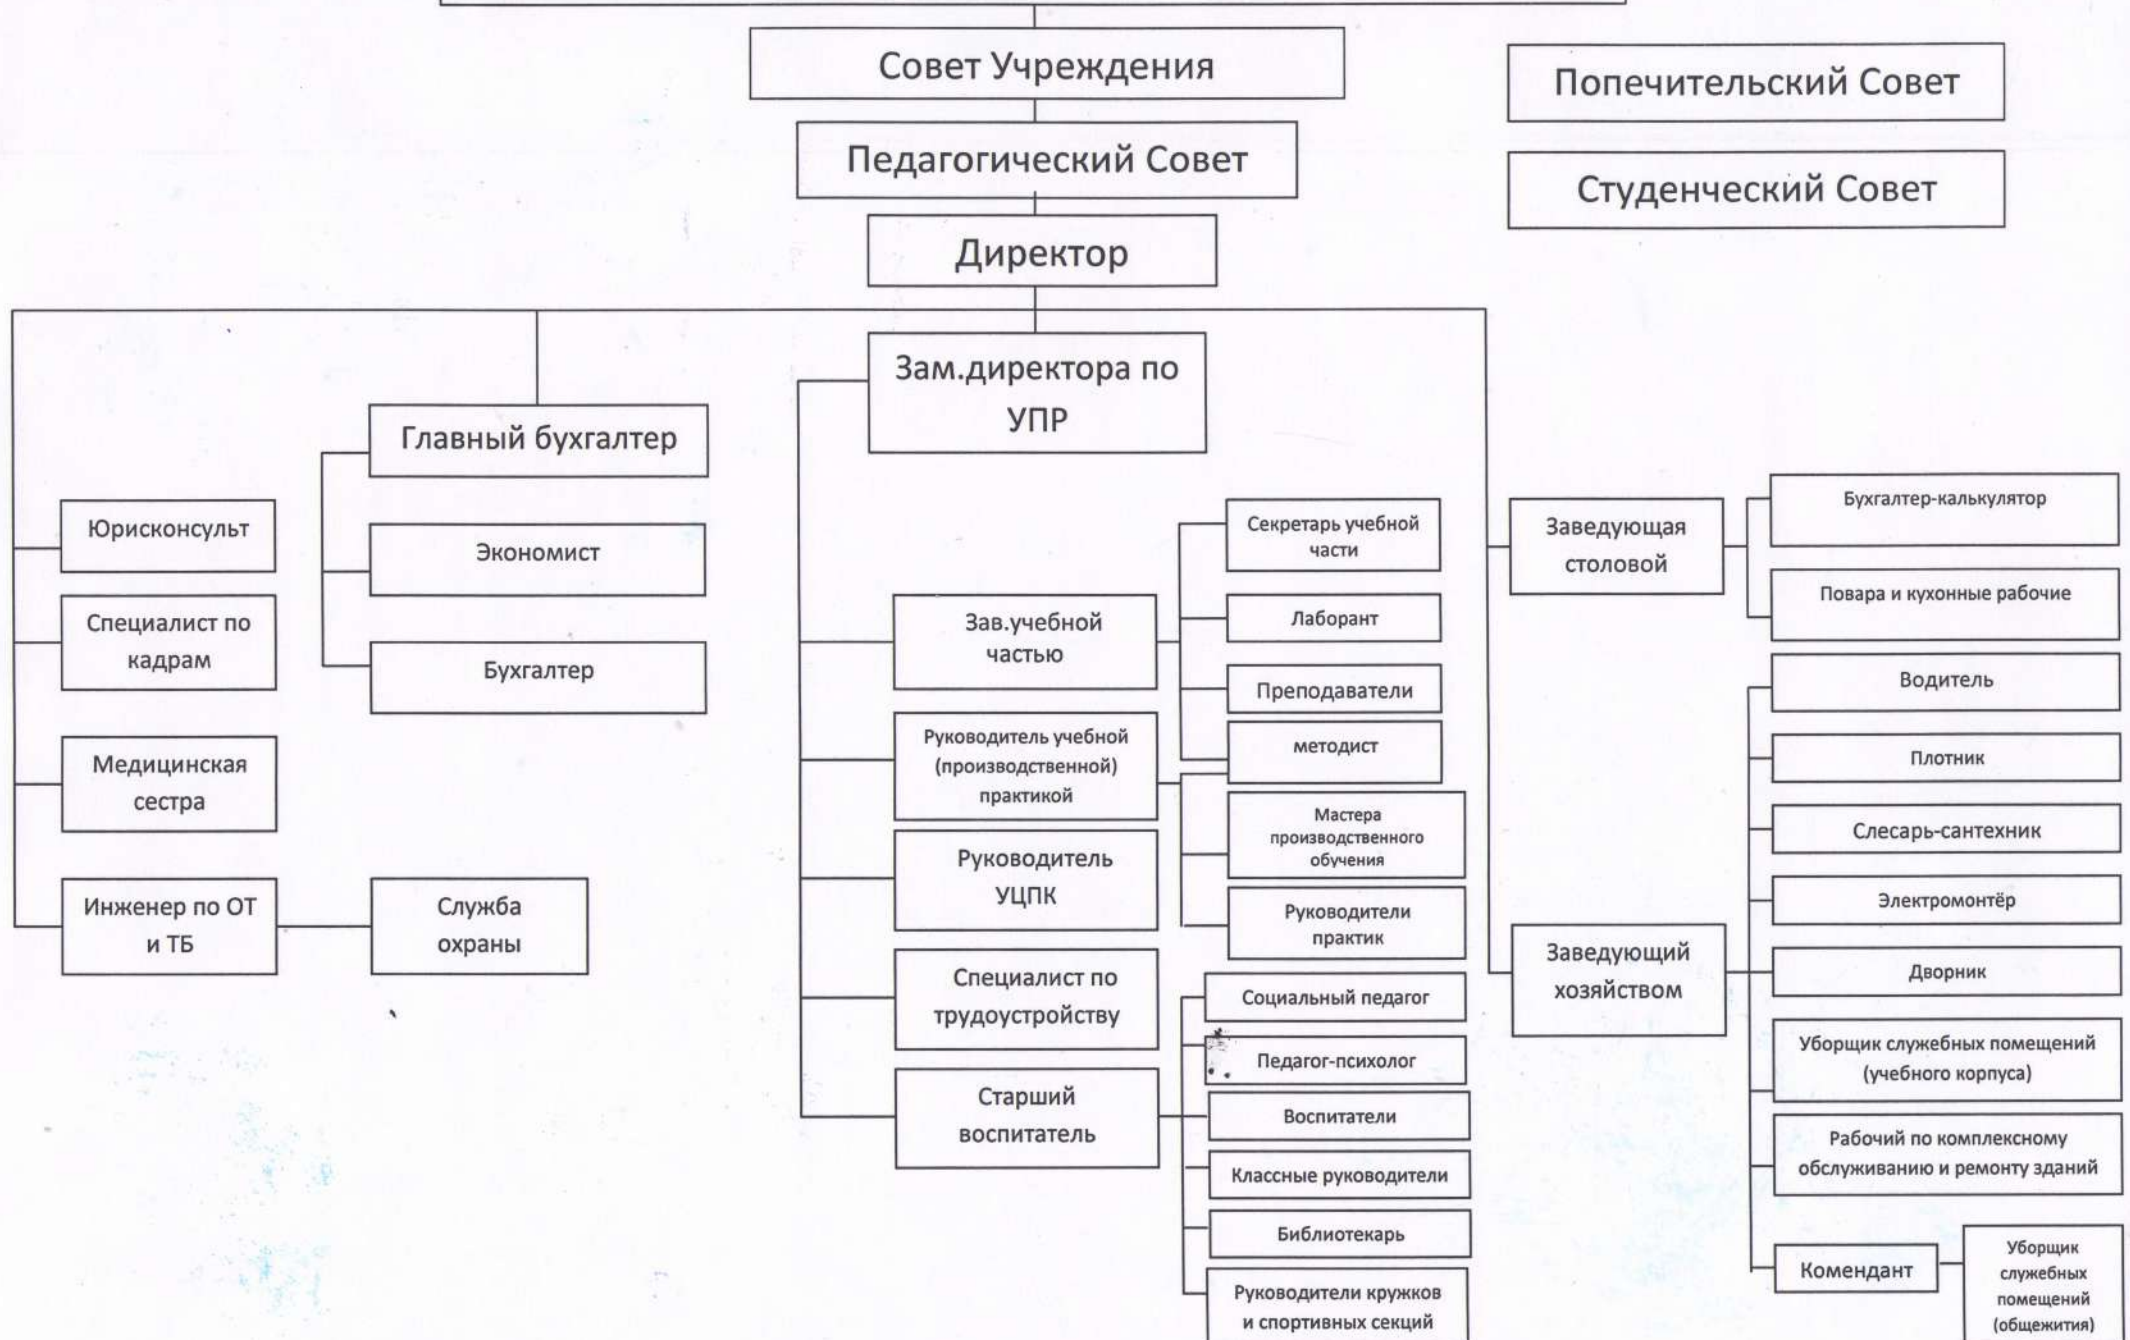 Совет Учреждения
Попечительский Совет
Педагогический Совет
Студенческий Совет
Директор
Зам.директора по
УПР
Главный бухгалтер
Экономист
Бухгалтер
Юрисконсульт
Специалист по
кадрам
Медицинская
сестра
Инженер по ОТ
и ТБ
Служба
охраны
Зав.учебной
частью
Секретарь учебной
части
Лаборант
Преподаватели
методист
Руководитель учебной
(производственной)
практикой
Мастера
производственного
обучения
Руководители
практик
Руководитель
УЦПК
Специалист по
трудоустройству
Старший
воспитатель
Социальный педагог
Педагог-психолог
Воспитатели
Классные руководители
Библиотекарь
Руководители кружков
и спортивных секций
Заведующая
столовой
Бухгалтер-калькулятор
Повара и кухонные рабочие
Заведующий
хозяйством
Водитель
Плотник
Слесарь-сантехник
Электромонтёр
Дворник
Уборщик служебных помещений
(учебного корпуса)
Рабочий по комплексному
обслуживанию и ремонту зданий
Комендант
Уборщик
служебных
помещений
(общежития)